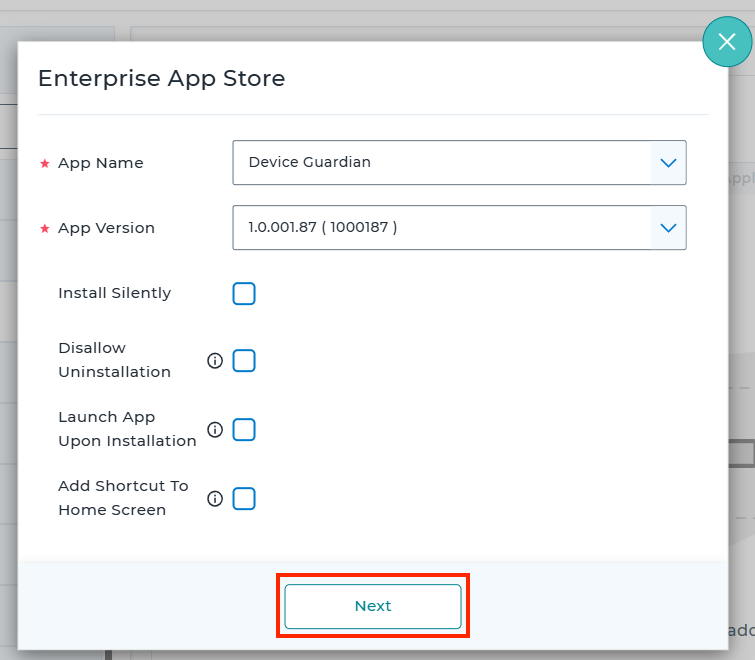 Enterprise App Store
* App Name
Device Guardian
* App Version
1.0.001.87 ( 1000187 )
Install Silently
Disallow
Uninstallation
Launch App
Upon Installation
Add Shortcut To
Home Screen
Next